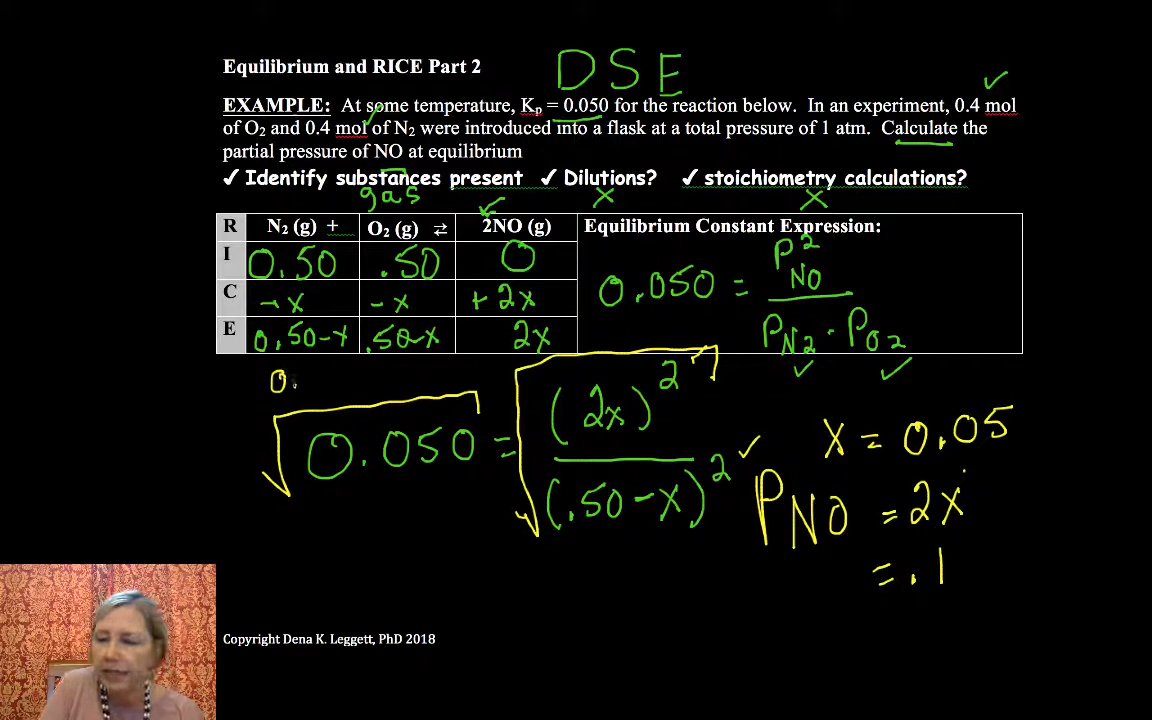 Equilibrium and RICE Part 2
DSE
EXAMPLE: At some temperature, Kp = 0.050 for the reaction below. In an experiment, 0.4 mol
of O2 and 0.4 mol of N2 were introduced into a flask at a total pressure of 1 atm. Calculate the
partial pressure of NO at equilibrium
✓ Identify substances present ✓ Dilutions? ✓ stoichiometry calculations?
gas X X
R N2 (g) + O2 (g) ⇄ 2NO (g) Equilibrium Constant Expression:
I 0.50 .50 0
C -x -x +2x
E 0.50-x .50-x 2x
0.050 = P²NO / PN2 · PO2
0.
√0.050 = √(2x)² / (.50-x)²
x = 0.05
PNO = 2x
= .1
Copyright Dena K. Leggett, PhD 2018